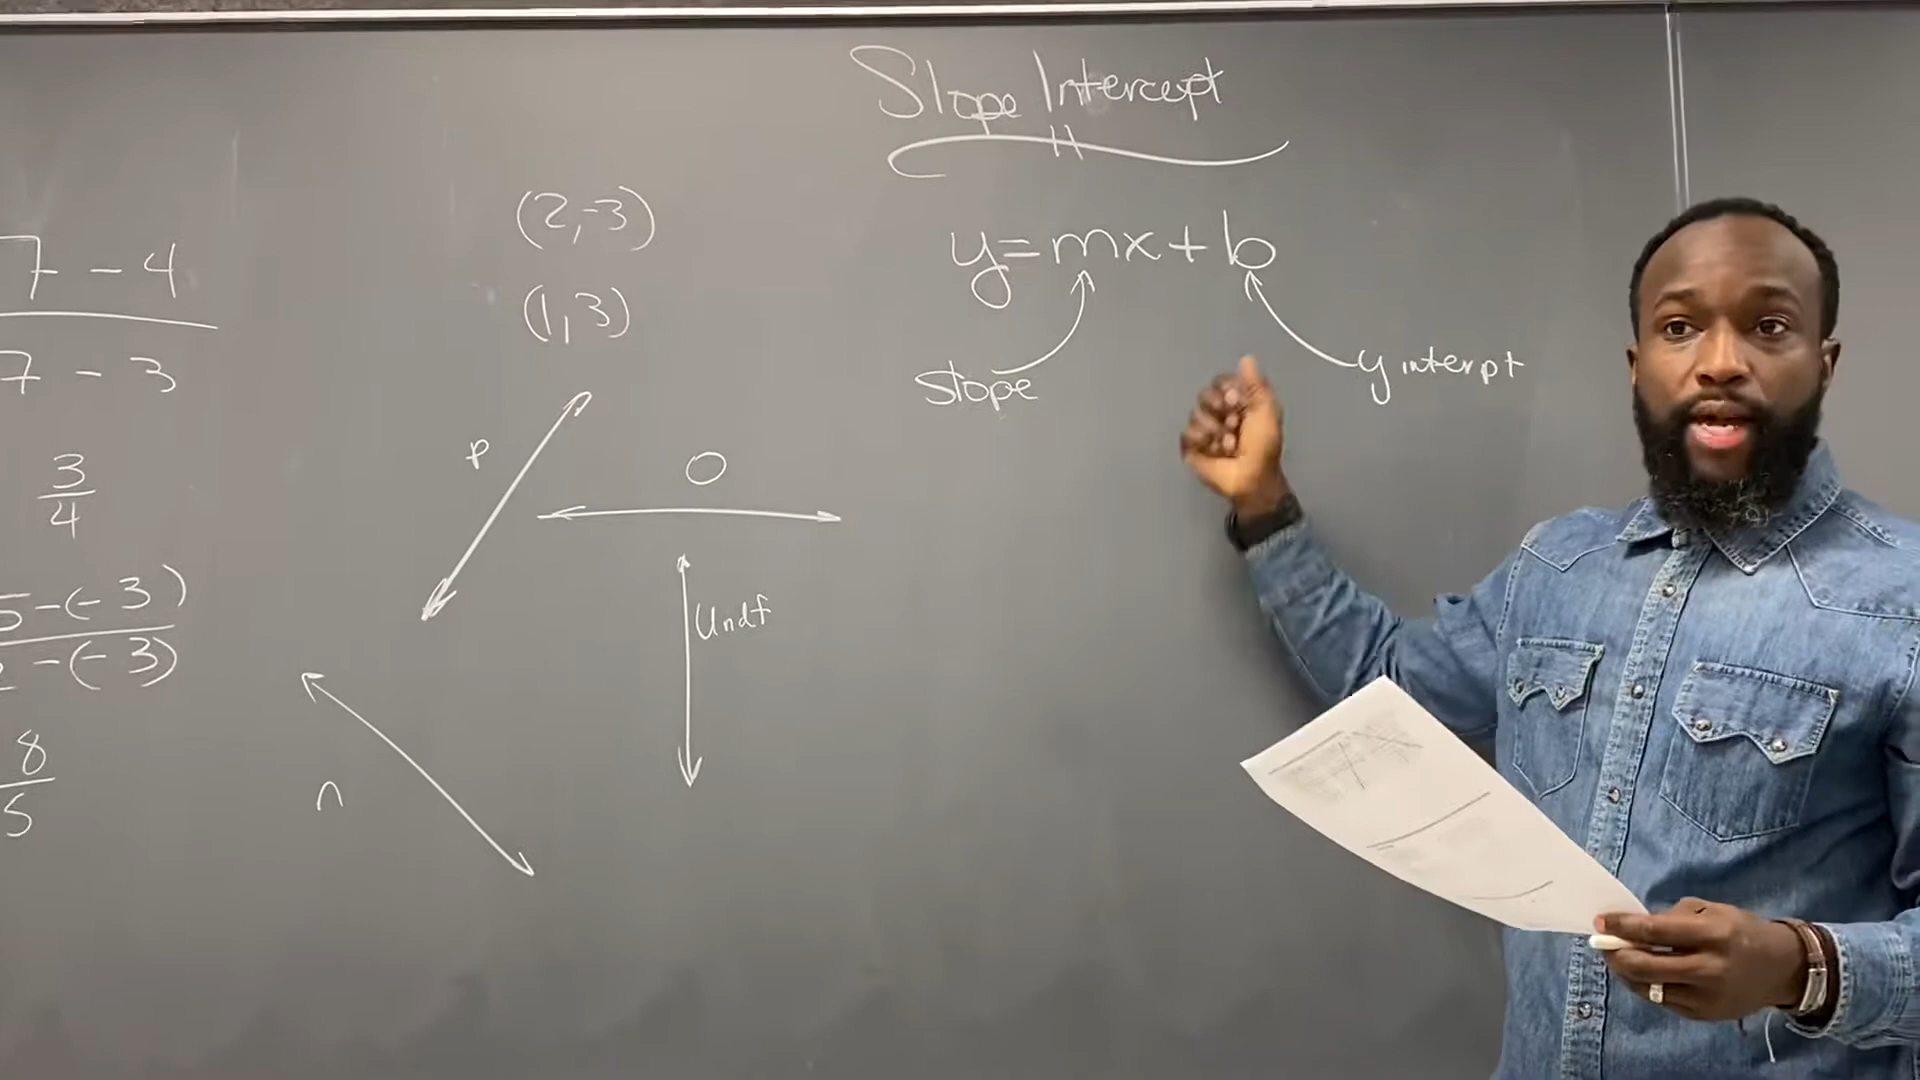 7 - 4
7 - 3
3
4
5-(-3)
2-(-3)
8
5
(2,-3)
(1,3)
p
0
Undf
n
Slope Intercept
y=mx+b
slope
y interpt